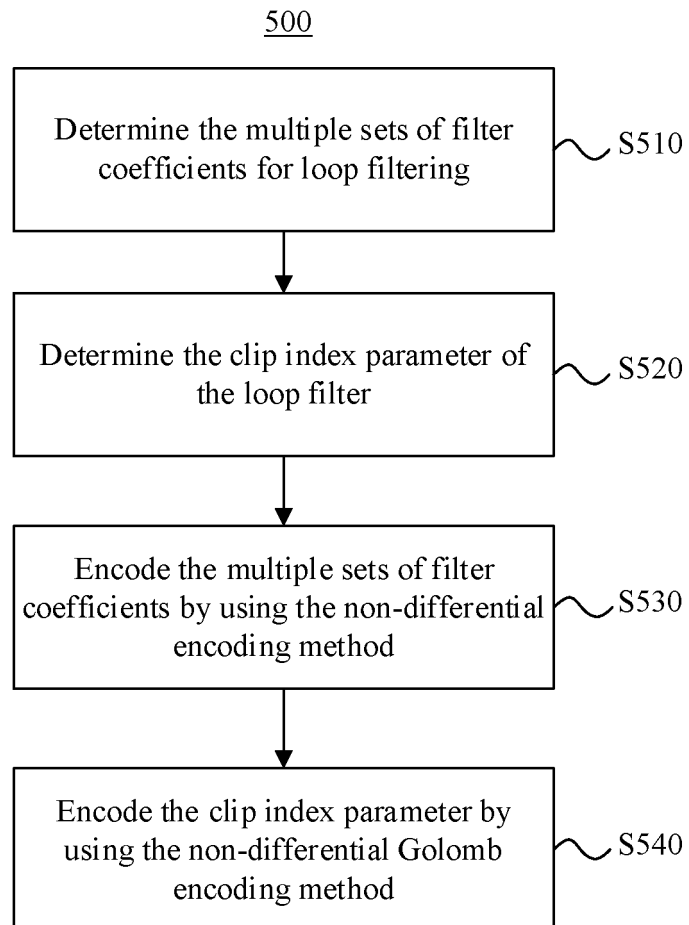 500
Determine the multiple sets of filter
coefficients for loop filtering
S510
Determine the clip index parameter of
the loop filter
S520
Encode the multiple sets of filter
coefficients by using the non-differential
encoding method
S530
Encode the clip index parameter by
using the non-differential Golomb
encoding method
S540